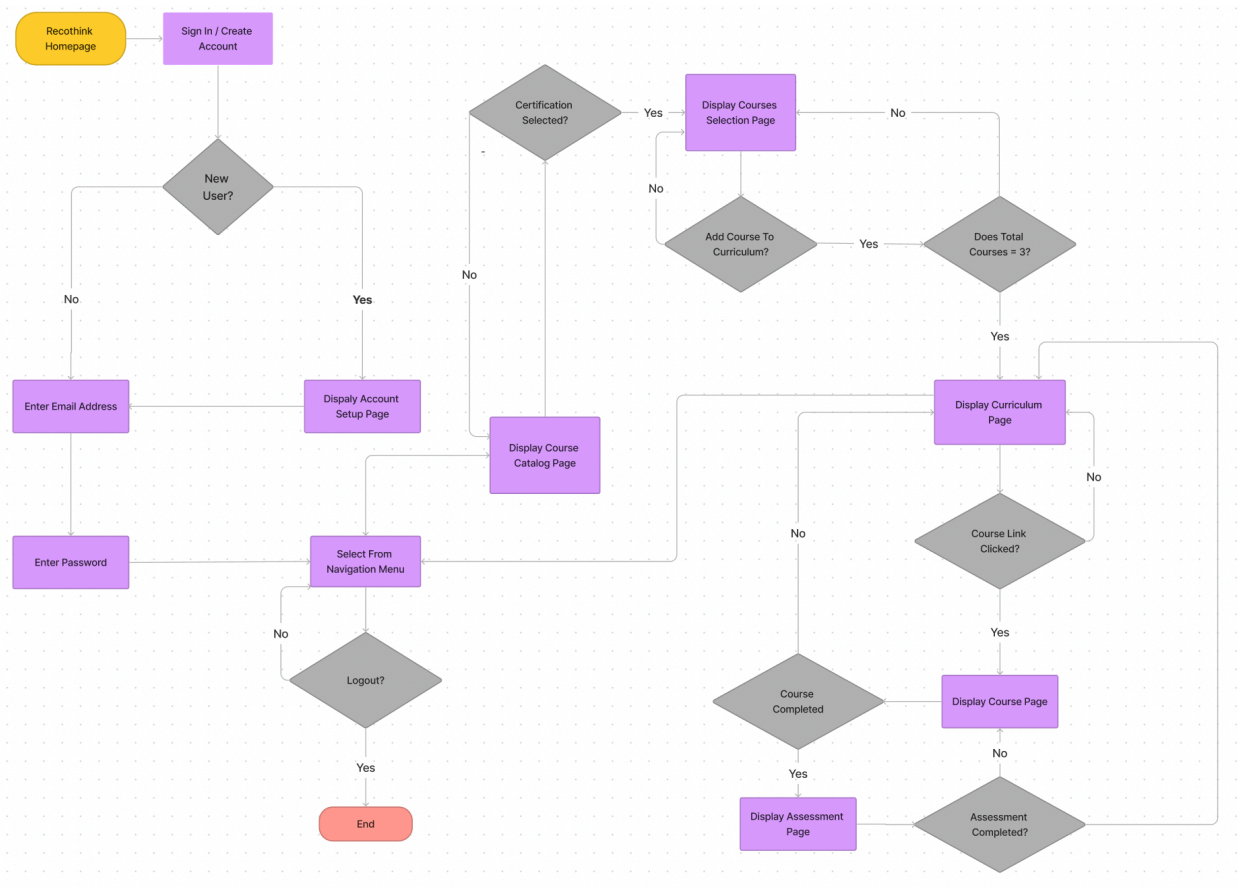 Recothink
Homepage
Sign In / Create
Account
New
User?
No
Yes
Enter Email Address
Dispaly Account
Setup Page
Enter Password
Select From
Navigation Menu
No
Logout?
Yes
End
Certification
Selected?
Yes
No
Display Course
Catalog Page
Display Courses
Selection Page
No
No
Add Course To
Curriculum?
Yes
Does Total
Courses = 3?
Yes
Display Curriculum
Page
No
Course Link
Clicked?
No
Yes
Display Course Page
Course
Completed
Yes
No
Display Assessment
Page
Assessment
Completed?